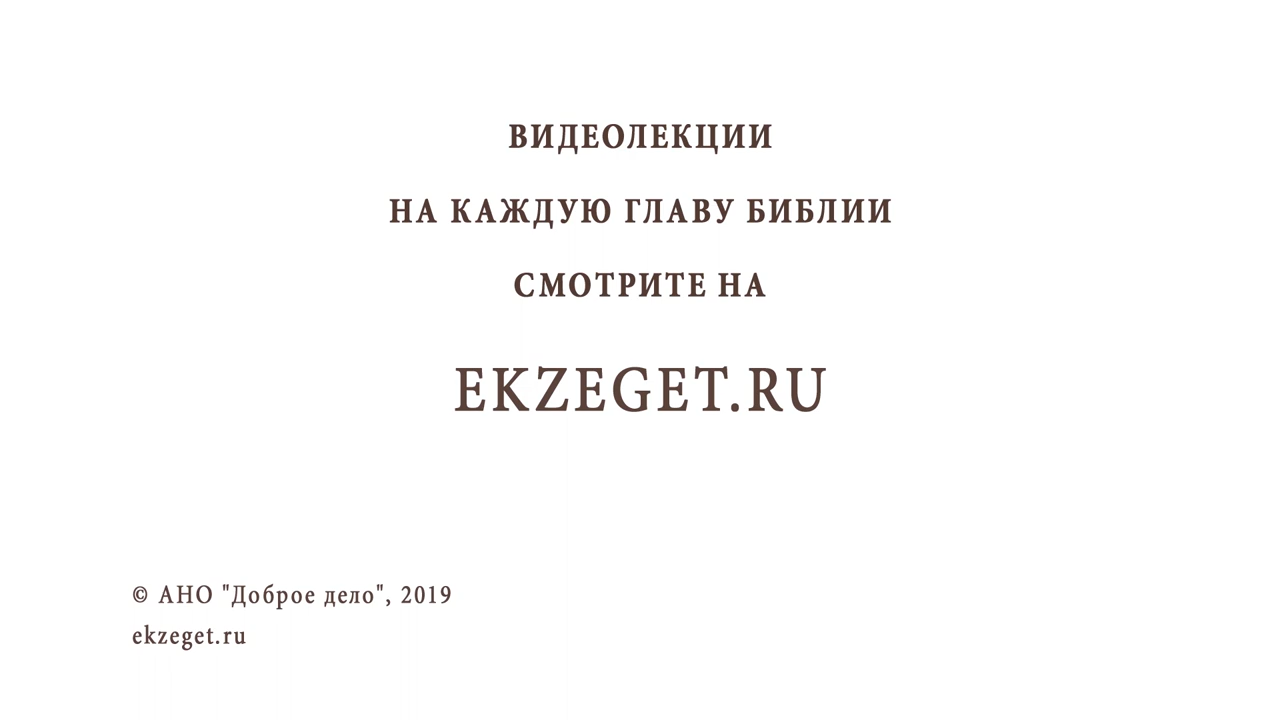 ВИДЕОЛЕКЦИИ
НА КАЖДУЮ ГЛАВУ БИБЛИИ
СМОТРИТЕ НА
EKZEGET.RU
© АНО "Доброе дело", 2019
ekzeget.ru